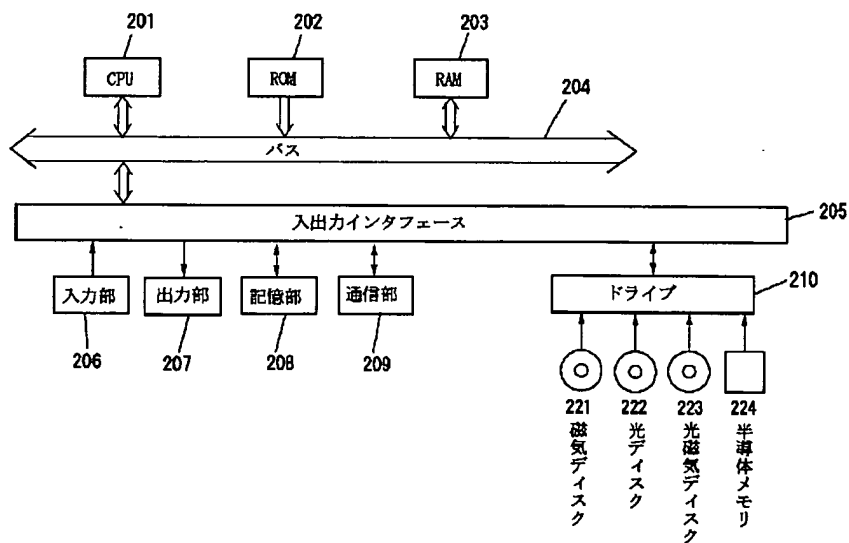 201
202
203
CPU
ROM
RAM
204
バス
205
入出力インタフェース
入力部
出力部
記憶部
通信部
ドライブ
210
206
207
208
209
221
222
223
224
磁気ディスク
光ディスク
光磁気ディスク
半導体メモリ